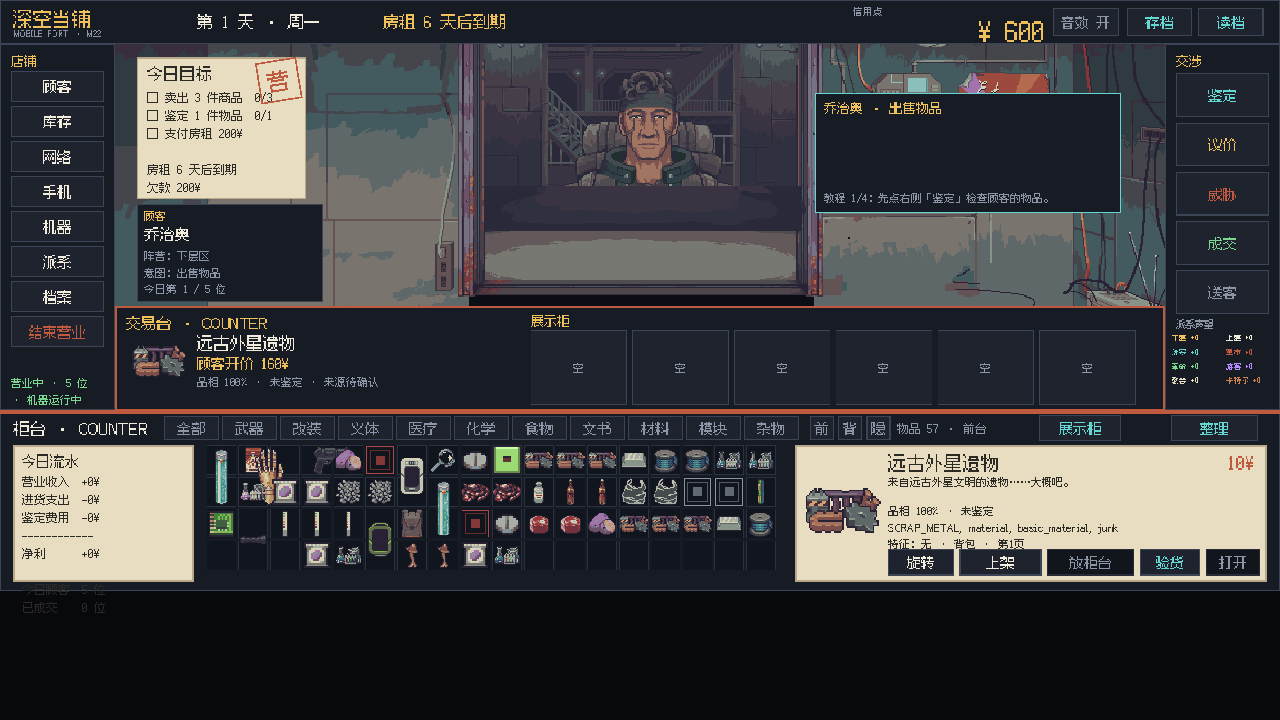 深空当铺
MOBILE PORT · M22
第 1 天 · 周一
房租 6 天后到期
信用点
¥ 600
音效 开
存档
读档
店铺
顾客
库存
网络
手机
机器
派系
档案
结束营业
营业中 · 5 位
· 机器运行中
今日目标
营
卖出 3 件商品 0/3
鉴定 1 件物品 0/1
支付房租 200¥
房租 6 天后到期
欠款 200¥
顾客
乔治奥
阵营: 下层区
意图: 出售物品
今日第 1 / 5 位
乔治奥 · 出售物品
教程 1/4: 先点右侧「鉴定」检查顾客的物品。
交涉
鉴定
议价
威胁
成交
送客
派系声望
交易台 · COUNTER
远古外星遗物
顾客开价 160¥
品相 100% · 未鉴定 · 来源待确认
展示柜
空
空
空
空
空
空
柜台 · COUNTER
全部
武器
改装
义体
医疗
化学
食物
文书
材料
模块
杂物
前
背
隐
物品 57 · 前台
展示柜
整理
今日流水
营业收入 +0¥
进货支出 -0¥
鉴定费用 -0¥
------------
净利 +0¥
今日顾客 5 位
已成交 0 位
远古外星遗物
10¥
来自远古外星文明的遗物……大概吧。
品相 100% · 未鉴定
SCRAP_METAL, material, basic_material, junk
特征: 无 · 背包 · 第1页
旋转
上架
放柜台
验货
打开